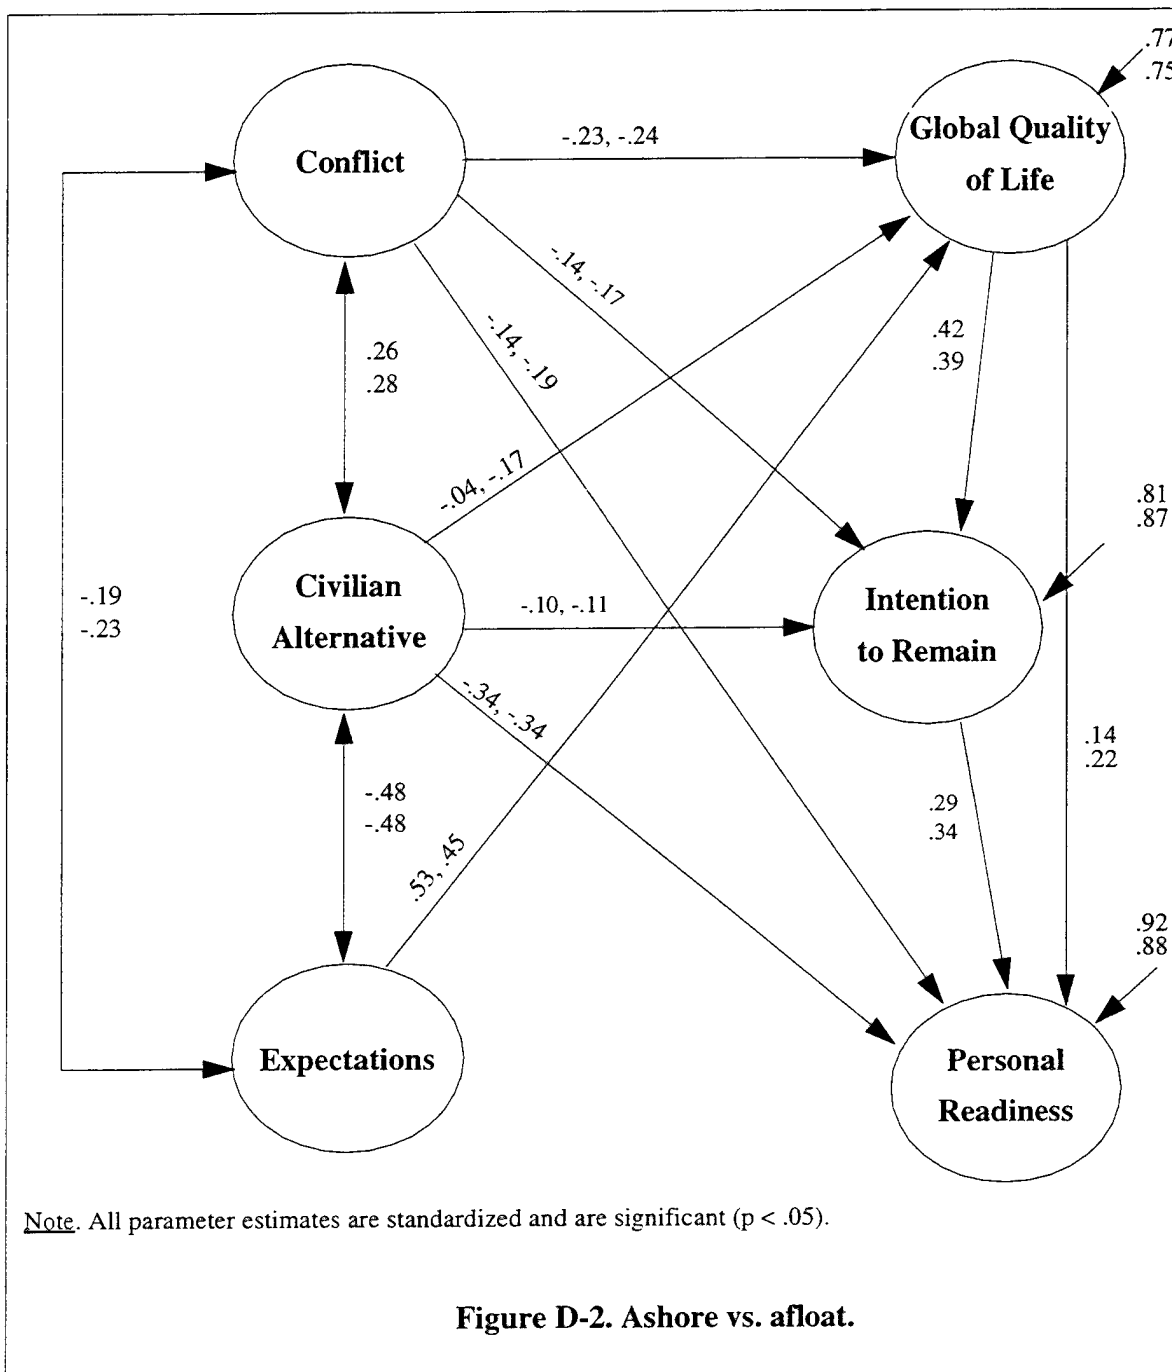 .77
.75
Conflict
-.23, -.24
Global Quality
of Life
-.14, -.17
-.14, -.19
.26
.28
.42
.39
-.04, -.17
.81
.87
-.19
-.23
Civilian
Alternative
-.10, -.11
Intention
to Remain
-.34, -.34
.14
.22
-.48
-.48
.29
.34
.53, .45
.92
.88
Expectations
Personal
Readiness
Note. All parameter estimates are standardized and are significant (p < .05).
Figure D-2. Ashore vs. afloat.